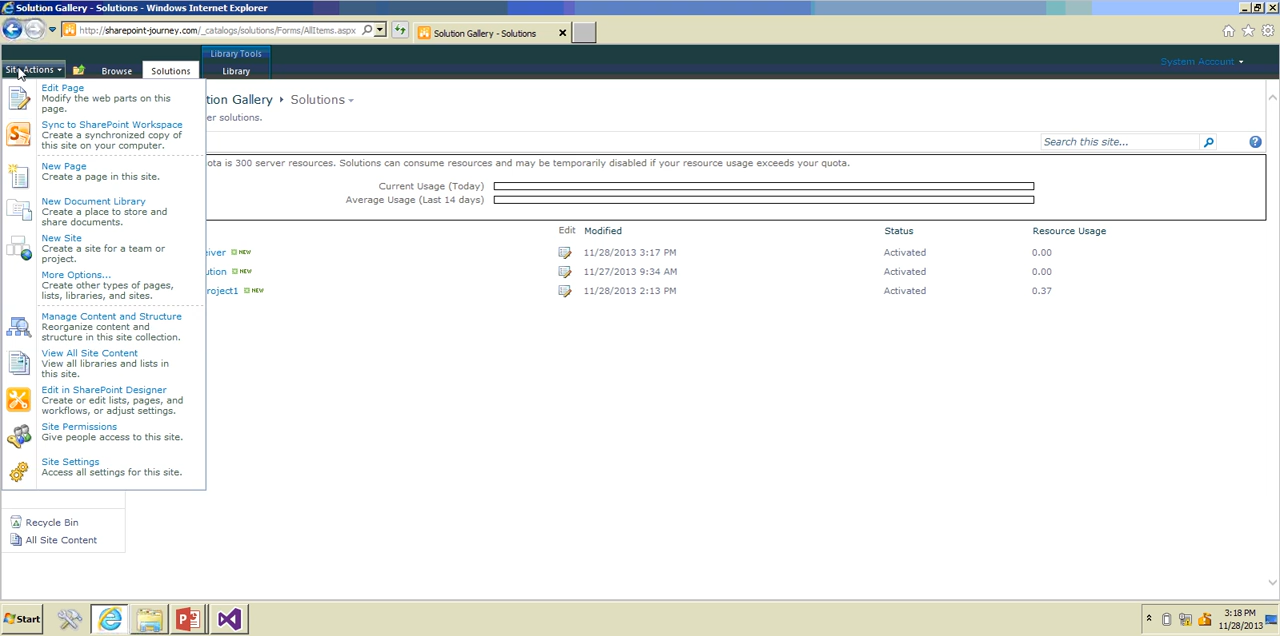 Solution Gallery - Solutions - Windows Internet Explorer
http://sharepoint-journey.com/_catalogs/solutions/Forms/AllItems.aspx
Solution Gallery - Solutions
Site Actions
Browse
Solutions
Library Tools
Library
System Account
Edit Page
Modify the web parts on this
page.
Sync to SharePoint Workspace
Create a synchronized copy of
this site on your computer.
New Page
Create a page in this site.
New Document Library
Create a place to store and
share documents.
New Site
Create a site for a team or
project.
More Options...
Create other types of pages,
lists, libraries, and sites.
Manage Content and Structure
Reorganize content and
structure in this site collection.
View All Site Content
View all libraries and lists in
this site.
Edit in SharePoint Designer
Create or edit lists, pages, and
workflows, or adjust settings.
Site Permissions
Give people access to this site.
Site Settings
Access all settings for this site.
Recycle Bin
All Site Content
tion Gallery Solutions
er solutions.
Search this site...
ota is 300 server resources. Solutions can consume resources and may be temporarily disabled if your resource usage exceeds your quota.
Current Usage (Today)
Average Usage (Last 14 days)
Edit Modified Status Resource Usage
eiver NEW 11/28/2013 3:17 PM Activated 0.00
ution NEW 11/27/2013 9:34 AM Activated 0.00
roject1 NEW 11/28/2013 2:13 PM Activated 0.37
Start
3:18 PM
11/28/2013